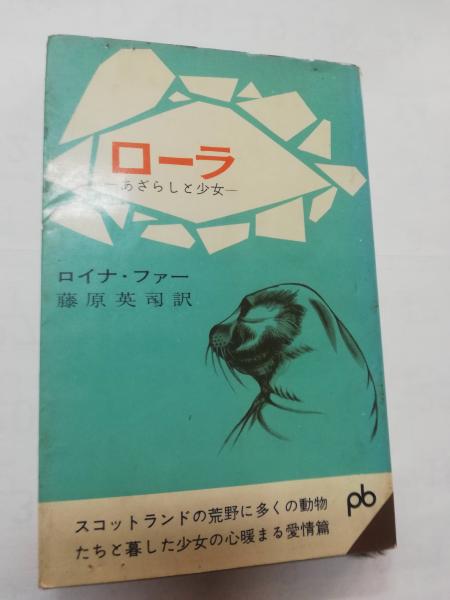 ローラ
―あざらしと少女―
ロイナ・ファー
藤原英司訳
スコットランドの荒野に多くの動物
たちと暮した少女の心暖まる愛情篇
pb